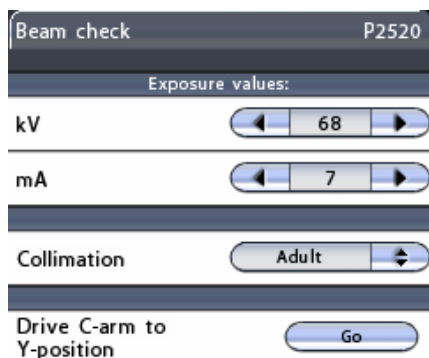 Beam check P2520
Exposure values:
kV 68
mA 7
Collimation Adult
Drive C-arm to
Y-position Go